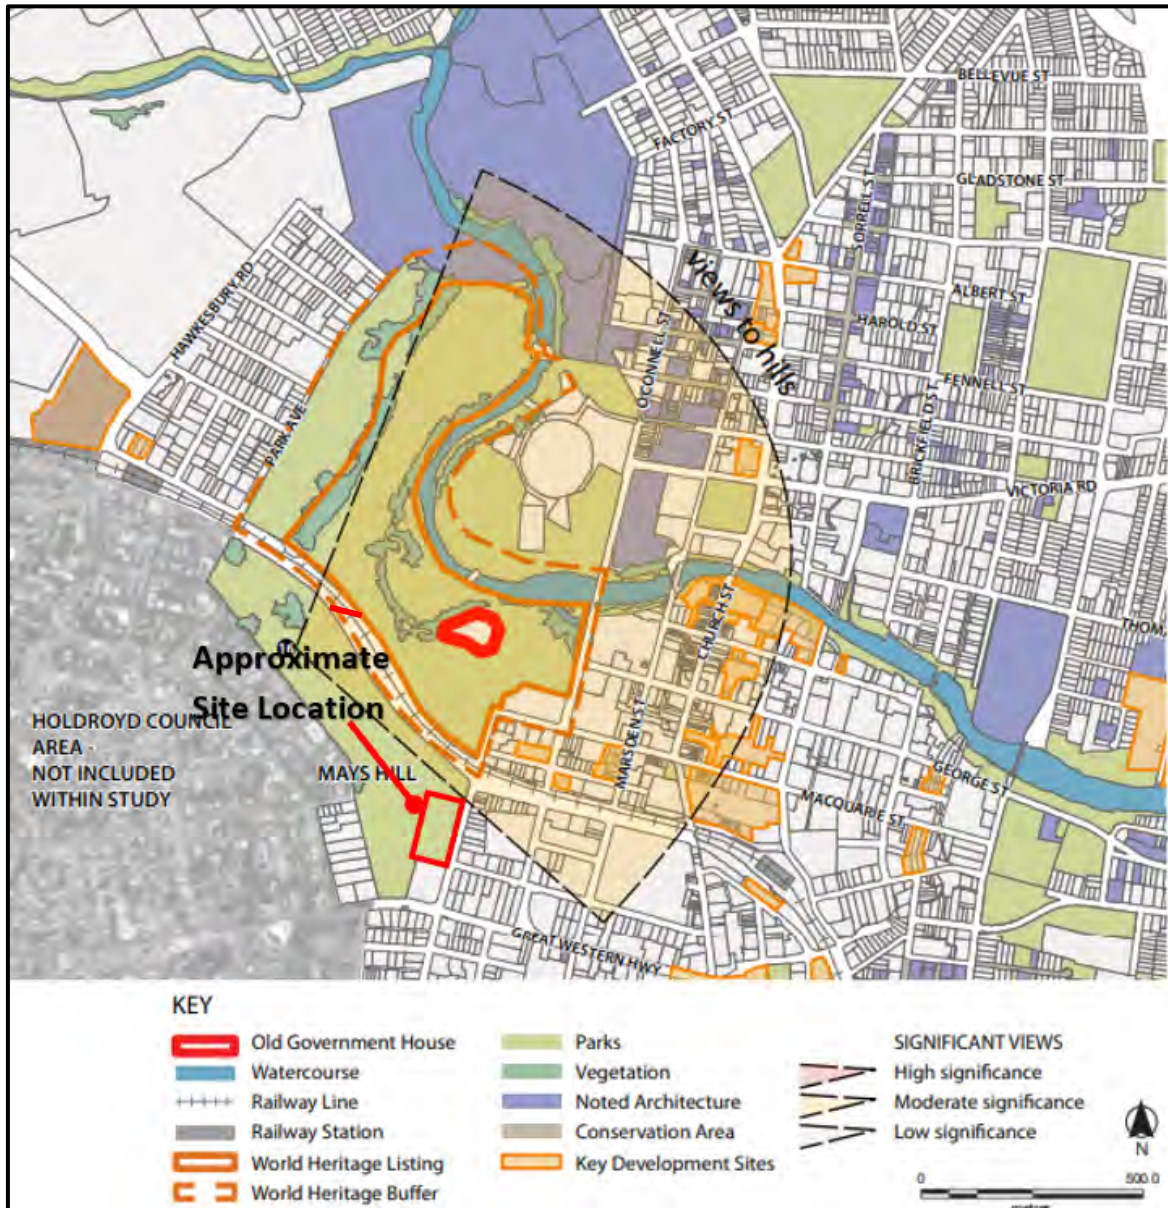 BELLEVUE ST
FACTORY ST
GLADSTONE ST
SORRELL ST
HAWKESBURY RD
views to hills
ALBERT ST
HAROLD ST
OCONNELL ST
FENNELL ST
PARK AVE
BRICKFIELD ST
VICTORIA RD
CHURCH ST
THOM
Approximate
Site Location
HOLDROYD COUNCIL
AREA -
NOT INCLUDED
WITHIN STUDY
MAYS HILL
MARSDEN ST
GEORGE ST
MACQUARIE ST
GREAT WESTERN HWY
KEY
Old Government House
Watercourse
Railway Line
Railway Station
World Heritage Listing
World Heritage Buffer
Parks
Vegetation
Noted Architecture
Conservation Area
Key Development Sites
SIGNIFICANT VIEWS
High significance
Moderate significance
Low significance
N
0 500.0